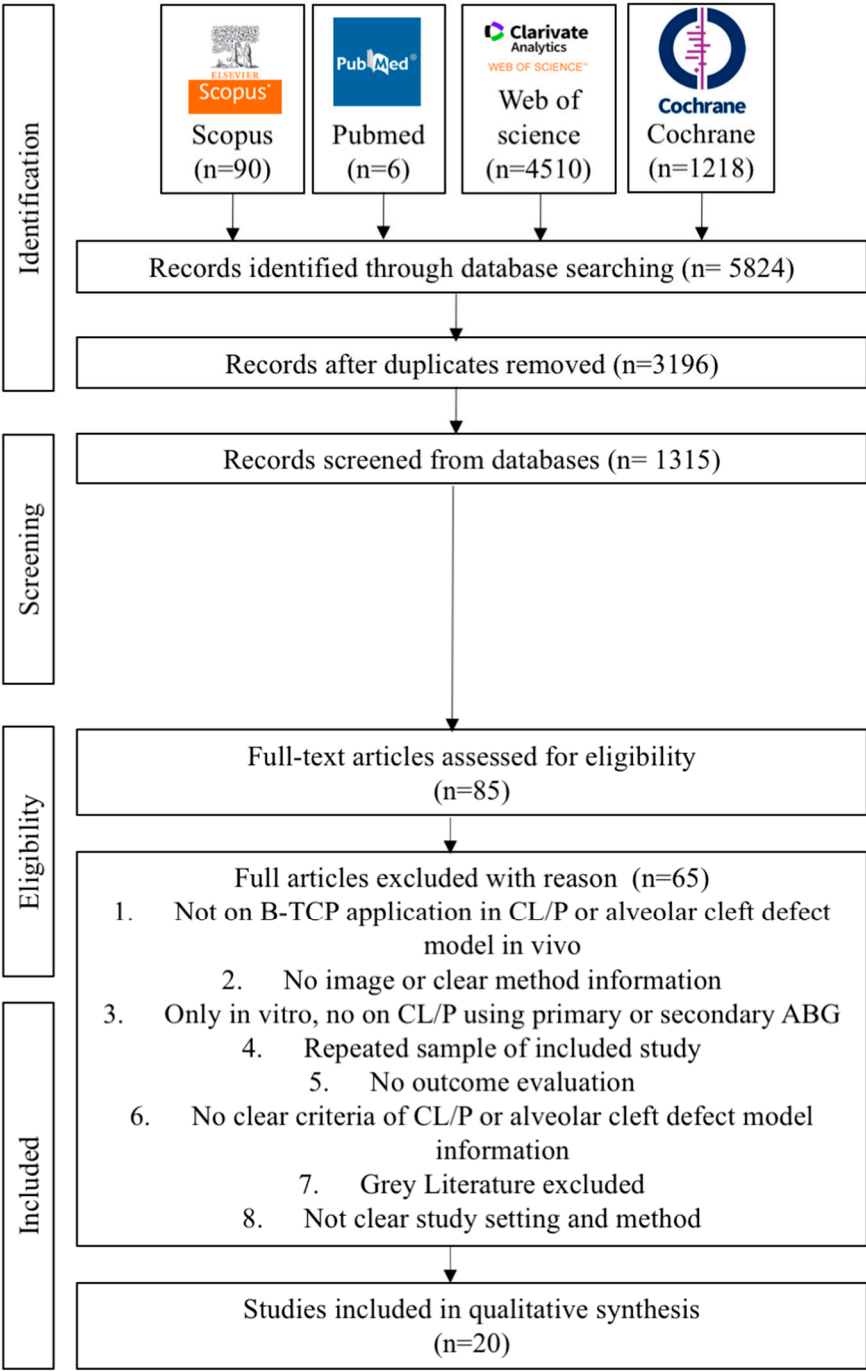 Identification
ELSEVIER
Scopus®
Scopus
(n=90)
PubMed®
Pubmed
(n=6)
Clarivate
Analytics
WEB OF SCIENCE™
Web of
science
(n=4510)
Cochrane
Cochrane
(n=1218)
Records identified through database searching (n= 5824)
Records after duplicates removed (n=3196)
Screening
Records screened from databases (n= 1315)
Eligibility
Full-text articles assessed for eligibility
(n=85)
Full articles excluded with reason (n=65)
1. Not on B-TCP application in CL/P or alveolar cleft defect
model in vivo
2. No image or clear method information
3. Only in vitro, no on CL/P using primary or secondary ABG
4. Repeated sample of included study
5. No outcome evaluation
6. No clear criteria of CL/P or alveolar cleft defect model
information
7. Grey Literature excluded
8. Not clear study setting and method
Included
Studies included in qualitative synthesis
(n=20)